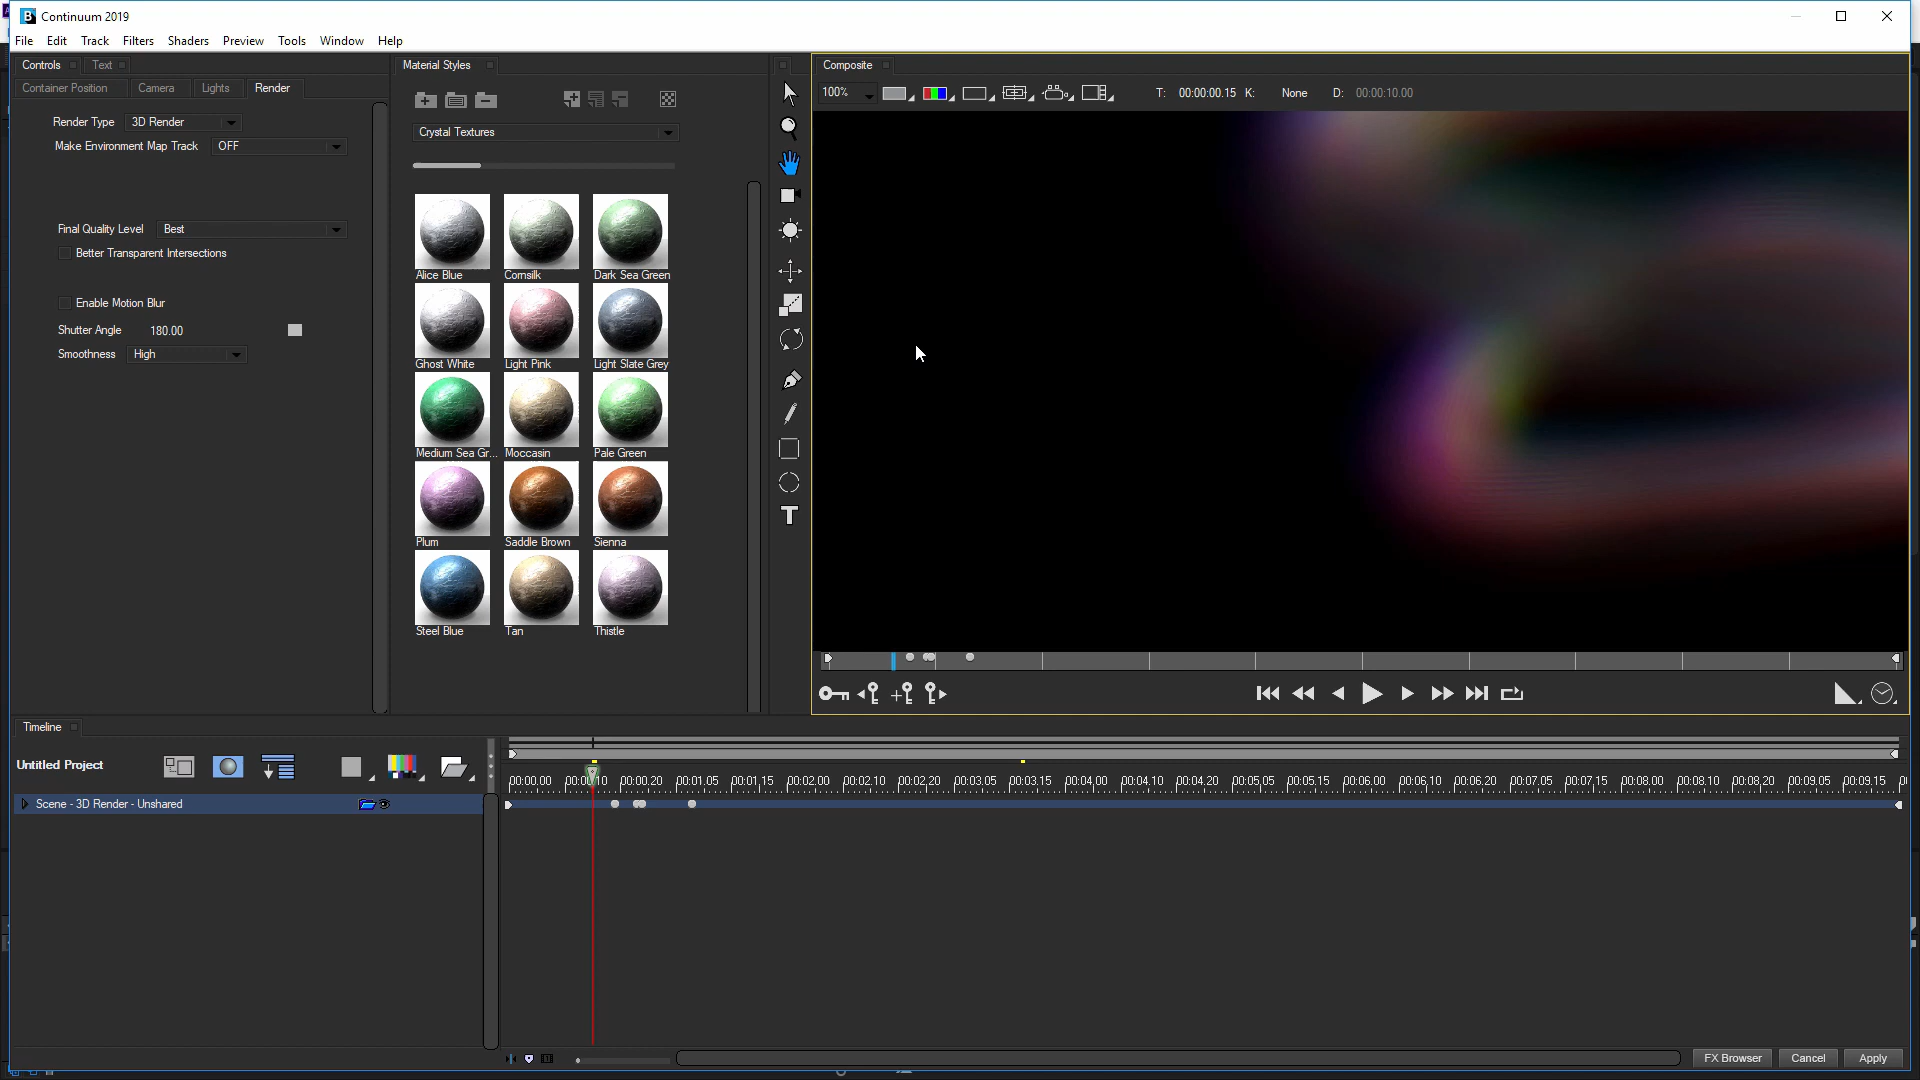 Continuum 2019
File Edit Track Filters Shaders Preview Tools Window Help
Controls Text Material Styles Composite
Container Position Camera Lights Render
100% T: 00:00:00.15 K: None D: 00:00:10.00
Render Type 3D Render
Crystal Textures
Make Environment Map Track OFF
Final Quality Level Best
Better Transparent Intersections
Enable Motion Blur
Shutter Angle 180.00
Smoothness High
Alice Blue Cornsilk Dark Sea Green
Ghost White Light Pink Light Slate Grey
Medium Sea Gr... Moccasin Pale Green
Plum Saddle Brown Sienna
Steel Blue Tan Thistle
T
Timeline
Untitled Project
00:00.00 00:00.20 00:01.05 00:01.15 00:02.00 00:02.10 00:02.20 00:03.05 00:03.15 00:04.00 00:04.10 00:04.20 00:05.05 00:05.15 00:06.00 00:06.10 00:06.20 00:07.05 00:07.15 00:08.00 00:08.10 00:08.20 00:09.05 00:09.15
Scene - 3D Render - Unshared
FX Browser Cancel Apply